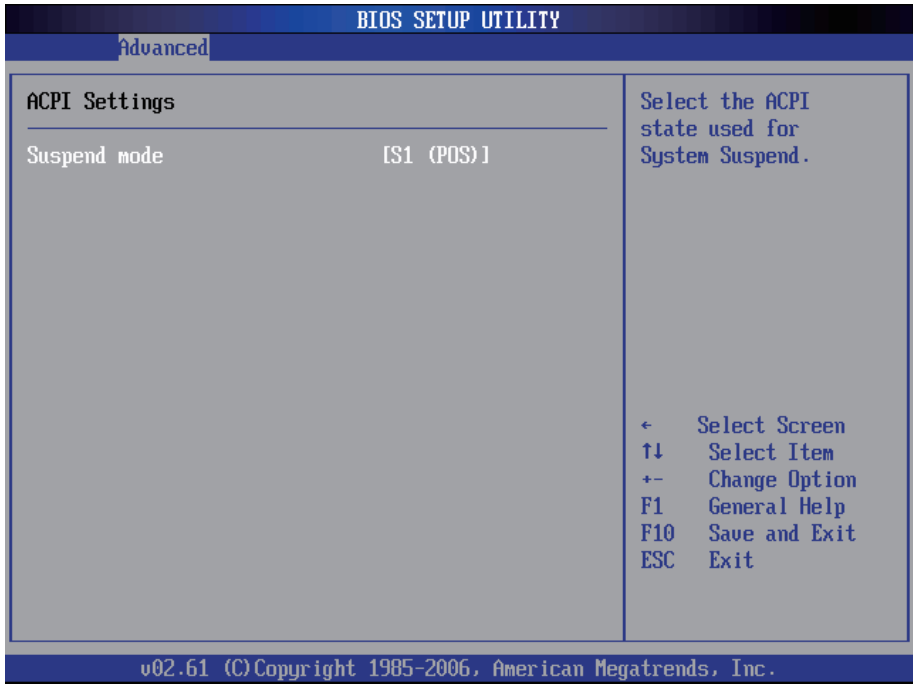 BIOS SETUP UTILITY
Advanced
ACPI Settings
Suspend mode [S1 (POS)]
Select the ACPI
state used for
System Suspend.
← Select Screen
↑↓ Select Item
+- Change Option
F1 General Help
F10 Save and Exit
ESC Exit
v02.61 (C)Copyright 1985-2006, American Megatrends, Inc.